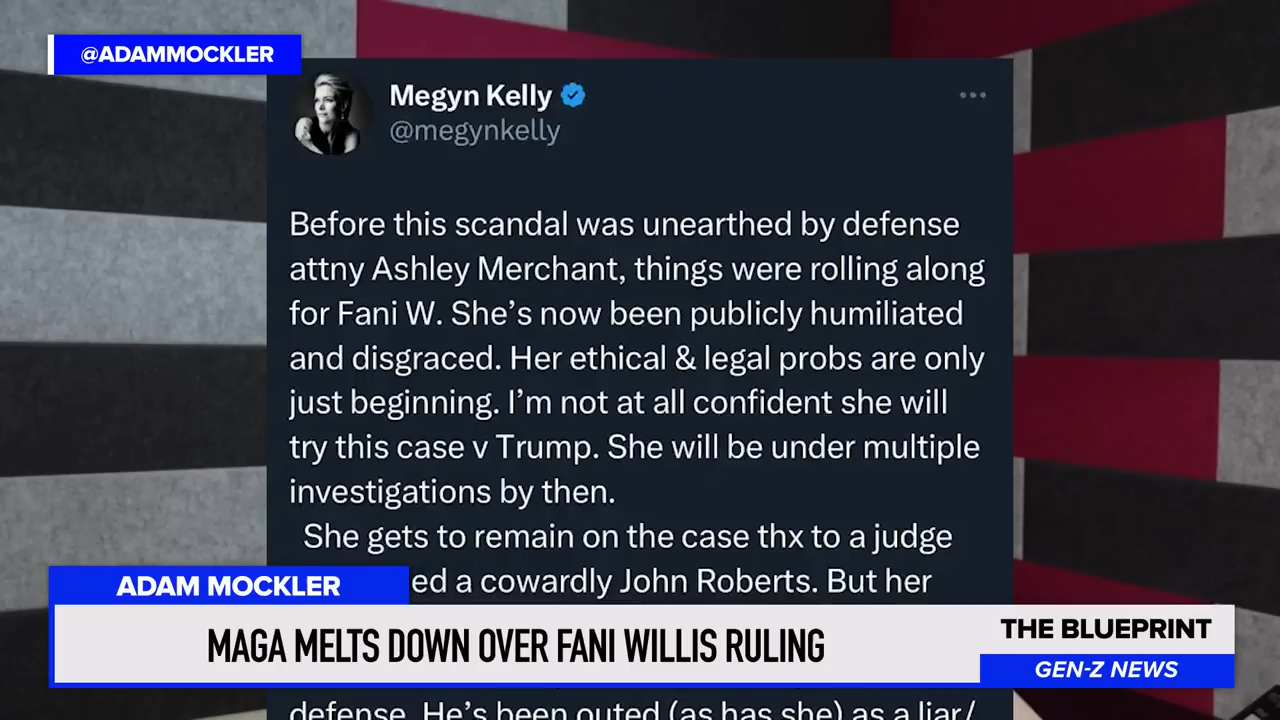 @ADAMMOCKLER
Megyn Kelly
@megynkelly
Before this scandal was unearthed by defense
attny Ashley Merchant, things were rolling along
for Fani W. She’s now been publicly humiliated
and disgraced. Her ethical & legal probs are only
just beginning. I’m not at all confident she will
try this case v Trump. She will be under multiple
investigations by then.
She gets to remain on the case thx to a judge
a cowardly John Roberts. But her
ADAM MOCKLER
MAGA MELTS DOWN OVER FANI WILLIS RULING
THE BLUEPRINT
GEN-Z NEWS
defense. He’s been outed (as has she) as a liar/